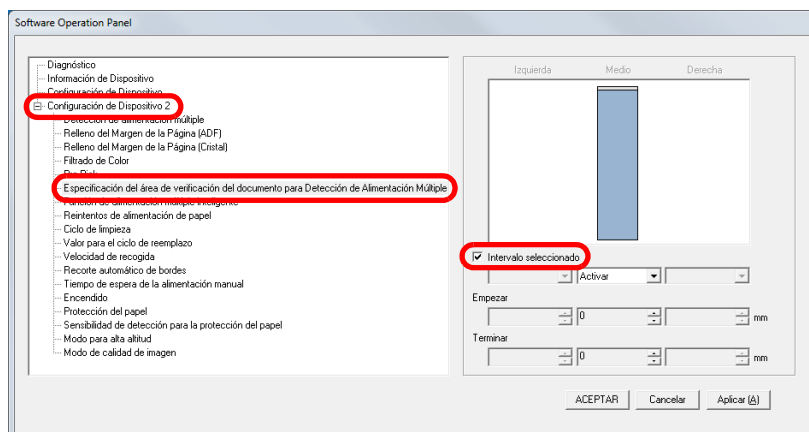 Software Operation Panel
Diagnóstico
Información de Dispositivo
Configuración de Dispositivo
Configuración de Dispositivo 2
Detección de alimentación múltiple
Relleno del Margen de la Página (ADF)
Relleno del Margen de la Página (Cristal)
Filtrado de Color
Pre-Pick
Especificación del área de verificación del documento para Detección de Alimentación Múltiple
Función de alimentación múltiple inteligente
Reintentos de alimentación de papel
Ciclo de limpieza
Valor para el ciclo de reemplazo
Velocidad de recogida
Recorte automático de bordes
Tiempo de espera de la alimentación manual
Encendido
Protección del papel
Sensibilidad de detección para la protección del papel
Modo para alta altitud
Modo de calidad de imagen
Izquierda Medio Derecha
Intervalo seleccionado
Activar
Empezar
0 mm
Terminar
0 mm
ACEPTAR Cancelar Aplicar (A)